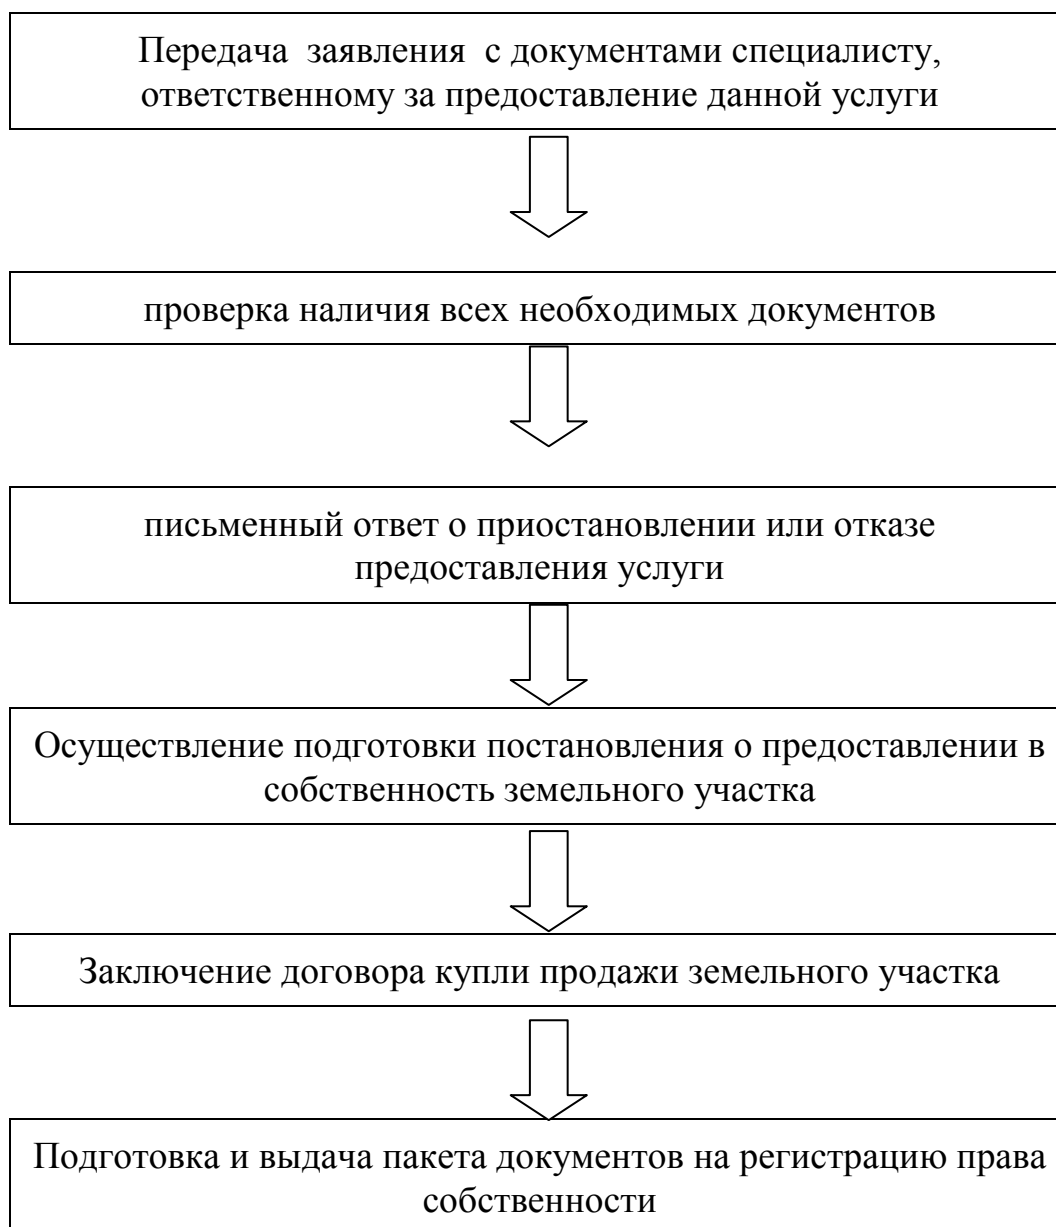 Передача заявления с документами специалисту,
ответственному за предоставление данной услуги
проверка наличия всех необходимых документов
письменный ответ о приостановлении или отказе
предоставления услуги
Осуществление подготовки постановления о предоставлении в
собственность земельного участка
Заключение договора купли продажи земельного участка
Подготовка и выдача пакета документов на регистрацию права
собственности